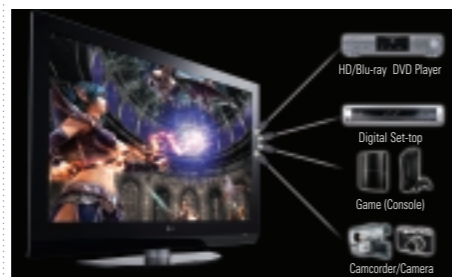 HD/Blu-ray DVD Player
Digital Set-top
Game (Console)
Camcorder/Camera